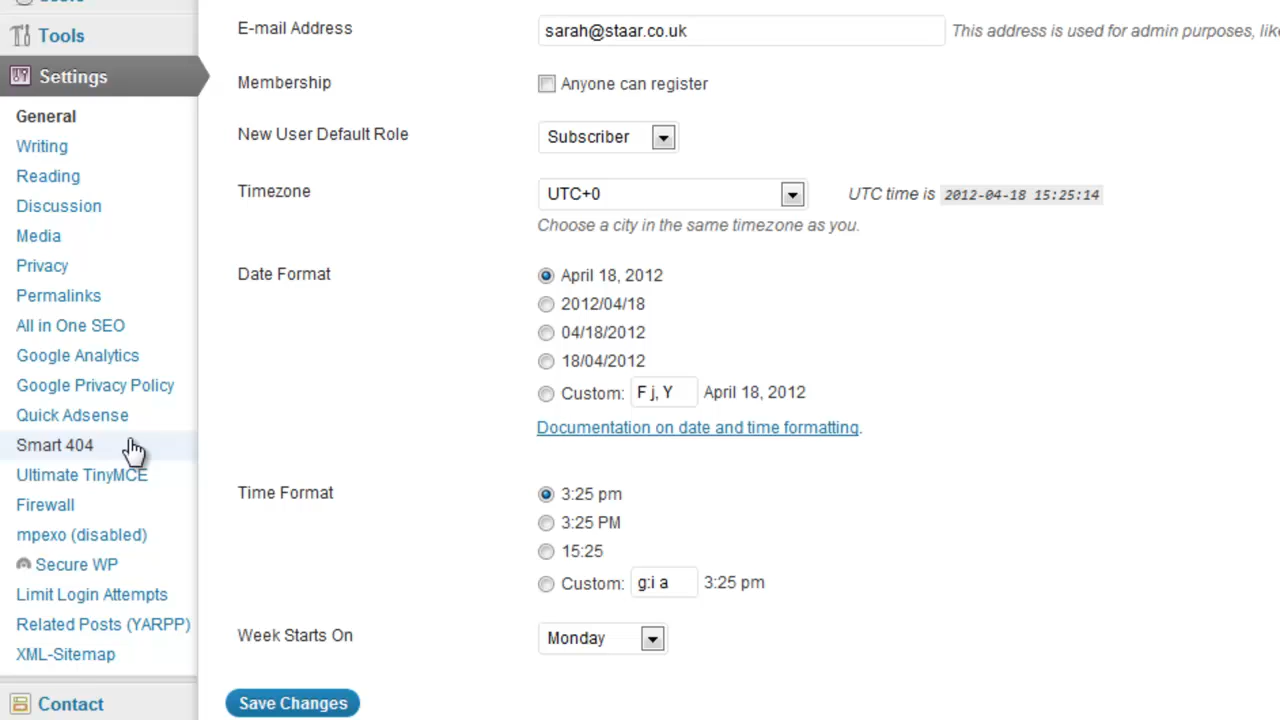 Tools
Settings
General
Writing
Reading
Discussion
Media
Privacy
Permalinks
All in One SEO
Google Analytics
Google Privacy Policy
Quick Adsense
Smart 404
Ultimate TinyMCE
Firewall
mpexo (disabled)
Secure WP
Limit Login Attempts
Related Posts (YARPP)
XML-Sitemap
Contact
E-mail Address sarah@staar.co.uk This address is used for admin purposes,
Membership Anyone can register
New User Default Role Subscriber
Timezone UTC+0 UTC time is 2012-04-18 15:25:14
Choose a city in the same timezone as you.
Date Format April 18, 2012
2012/04/18
04/18/2012
18/04/2012
Custom: F j, Y April 18, 2012
Documentation on date and time formatting.
Time Format 3:25 pm
3:25 PM
15:25
Custom: g:i a 3:25 pm
Week Starts On Monday
Save Changes